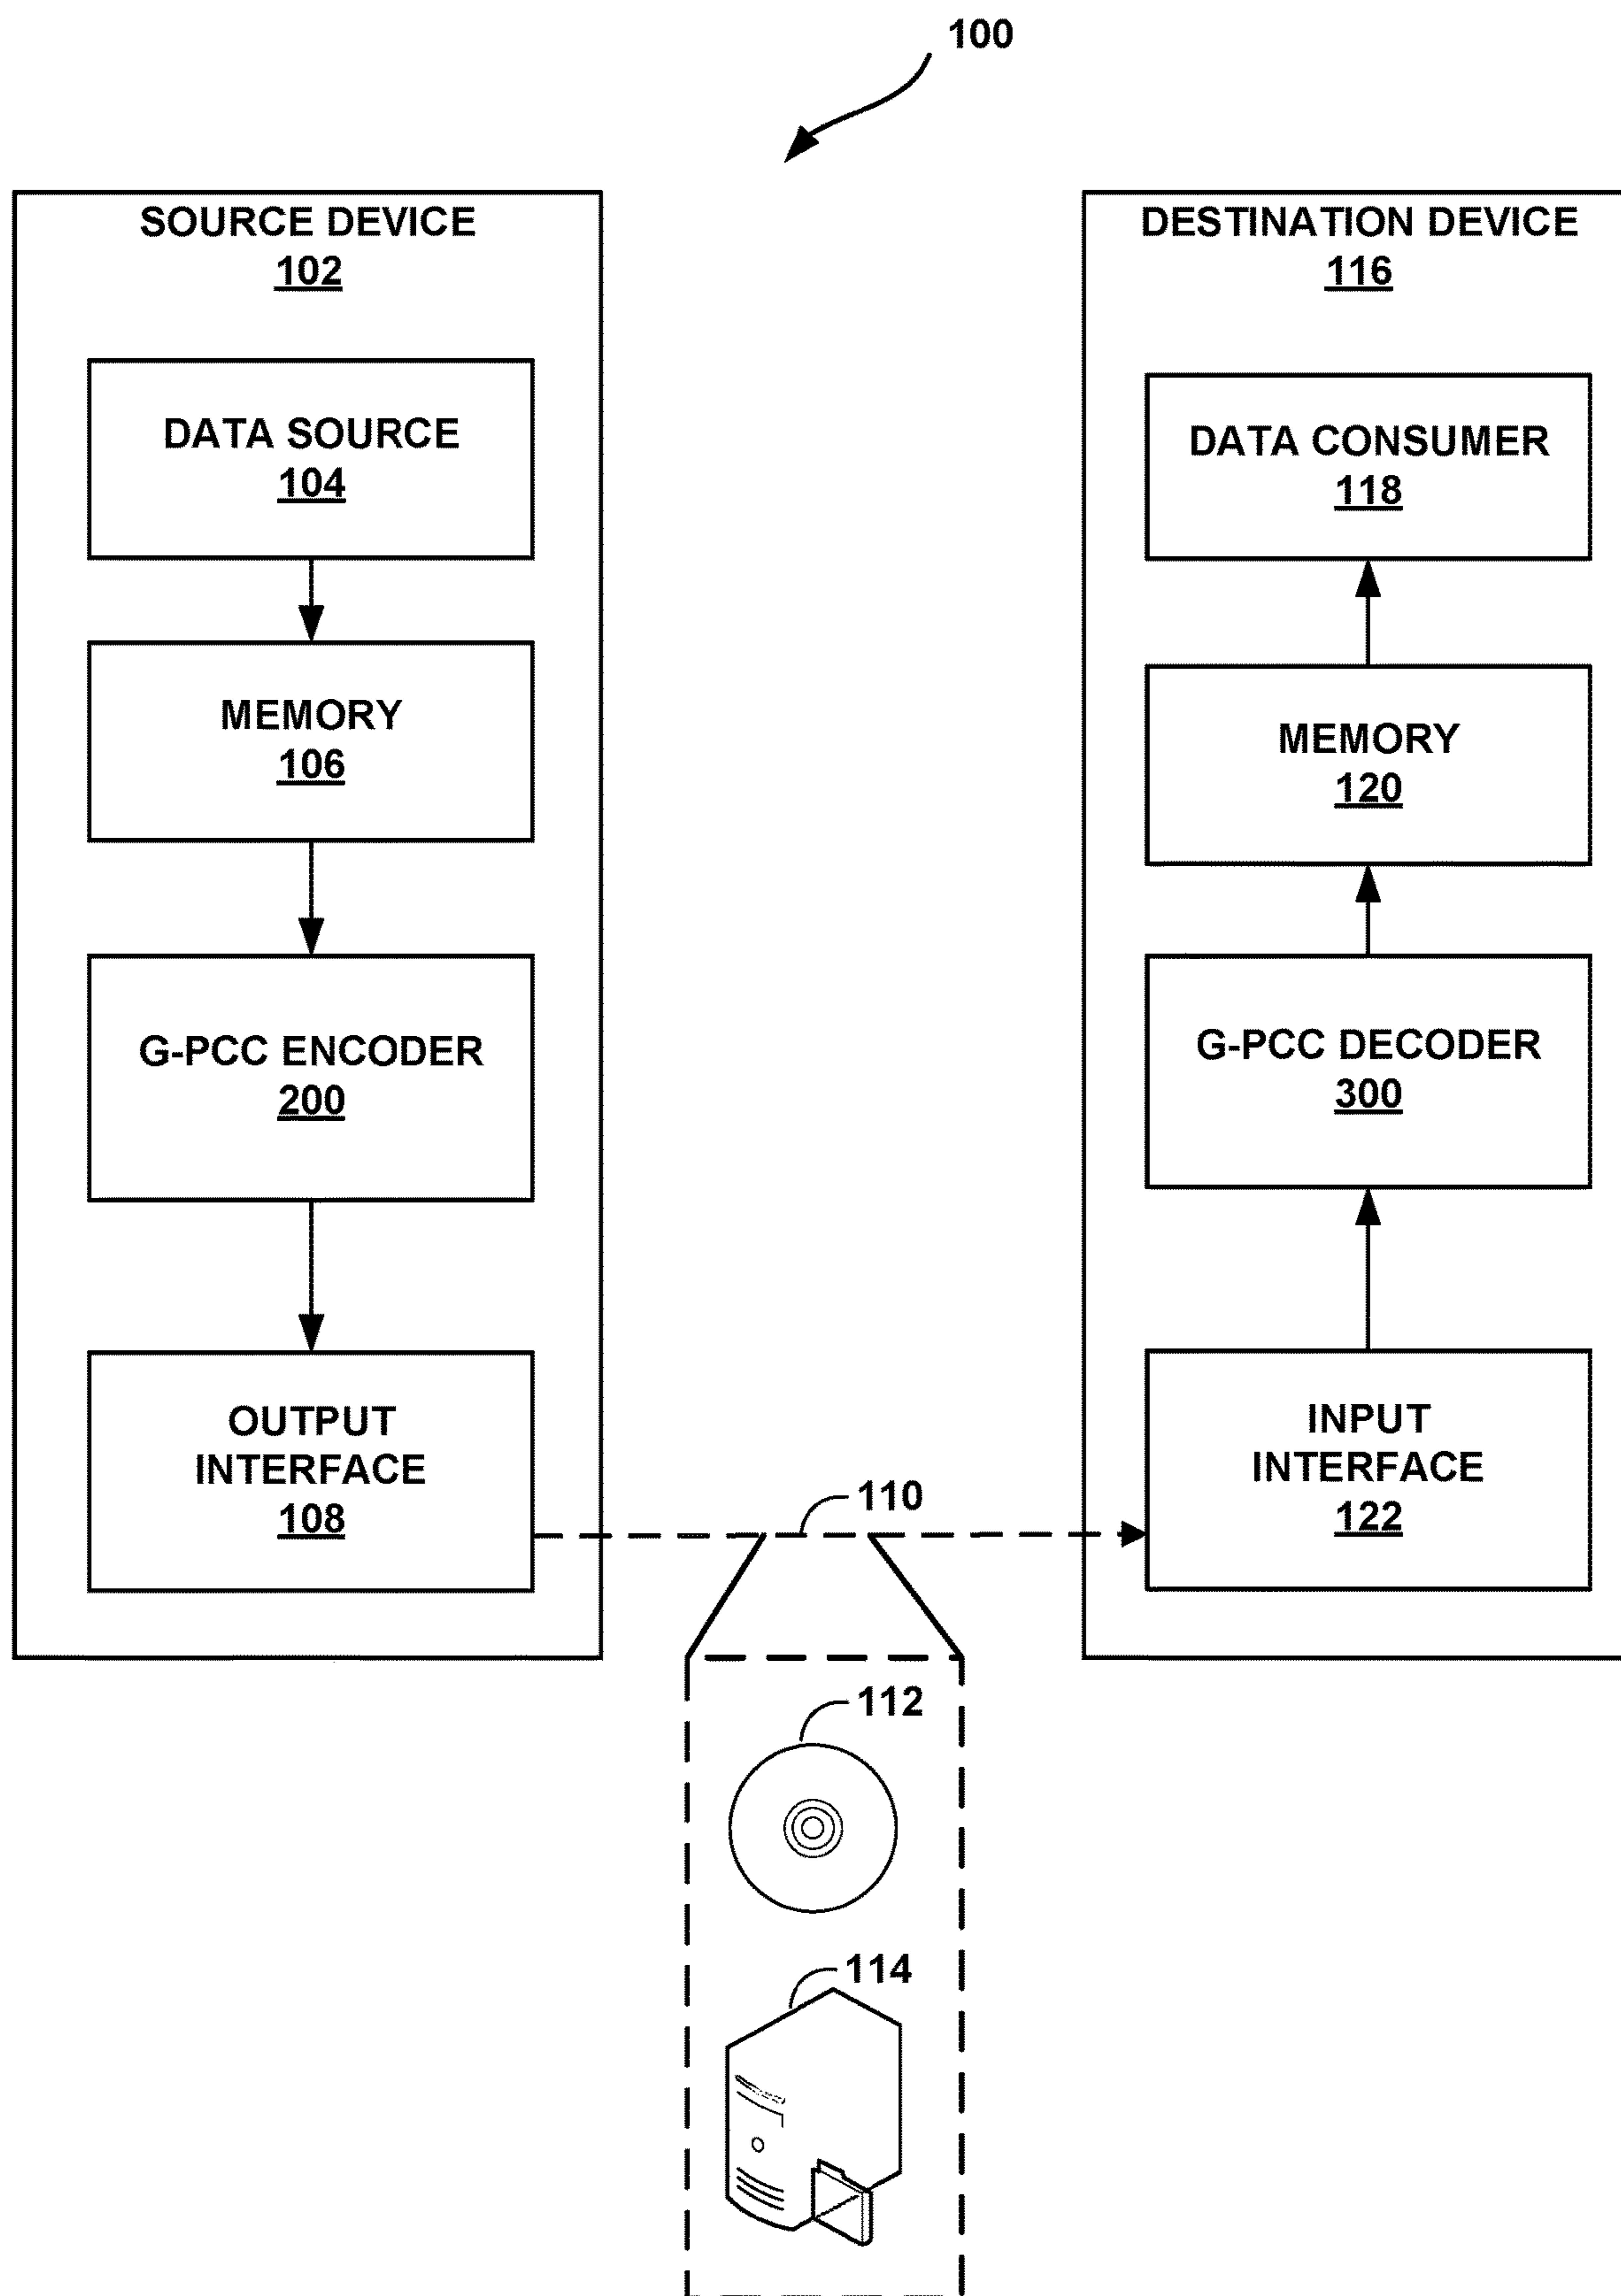 100
SOURCE DEVICE
102
DATA SOURCE
104
MEMORY
106
G-PCC ENCODER
200
OUTPUT
INTERFACE
108
DESTINATION DEVICE
116
DATA CONSUMER
118
MEMORY
120
G-PCC DECODER
300
INPUT
INTERFACE
122
110
112
114